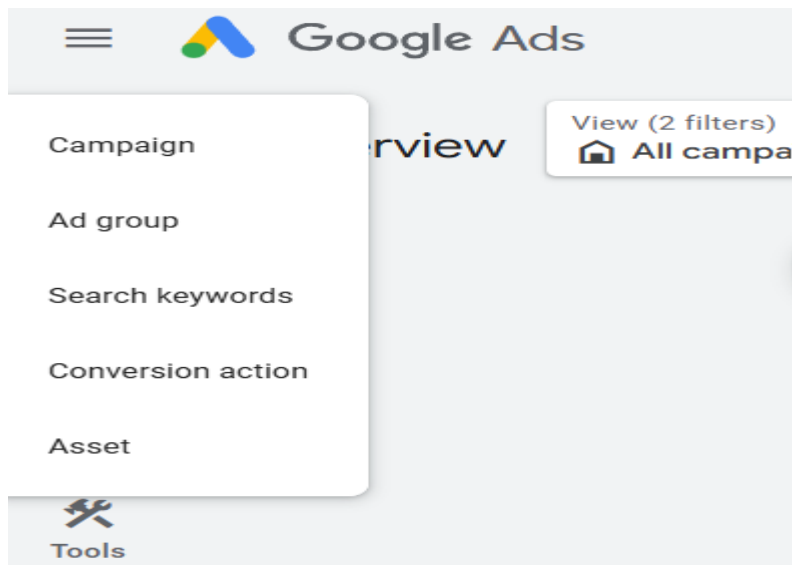 Google Ads
Campaign
rview
View (2 filters)
All campa
Ad group
Search keywords
Conversion action
Asset
Tools